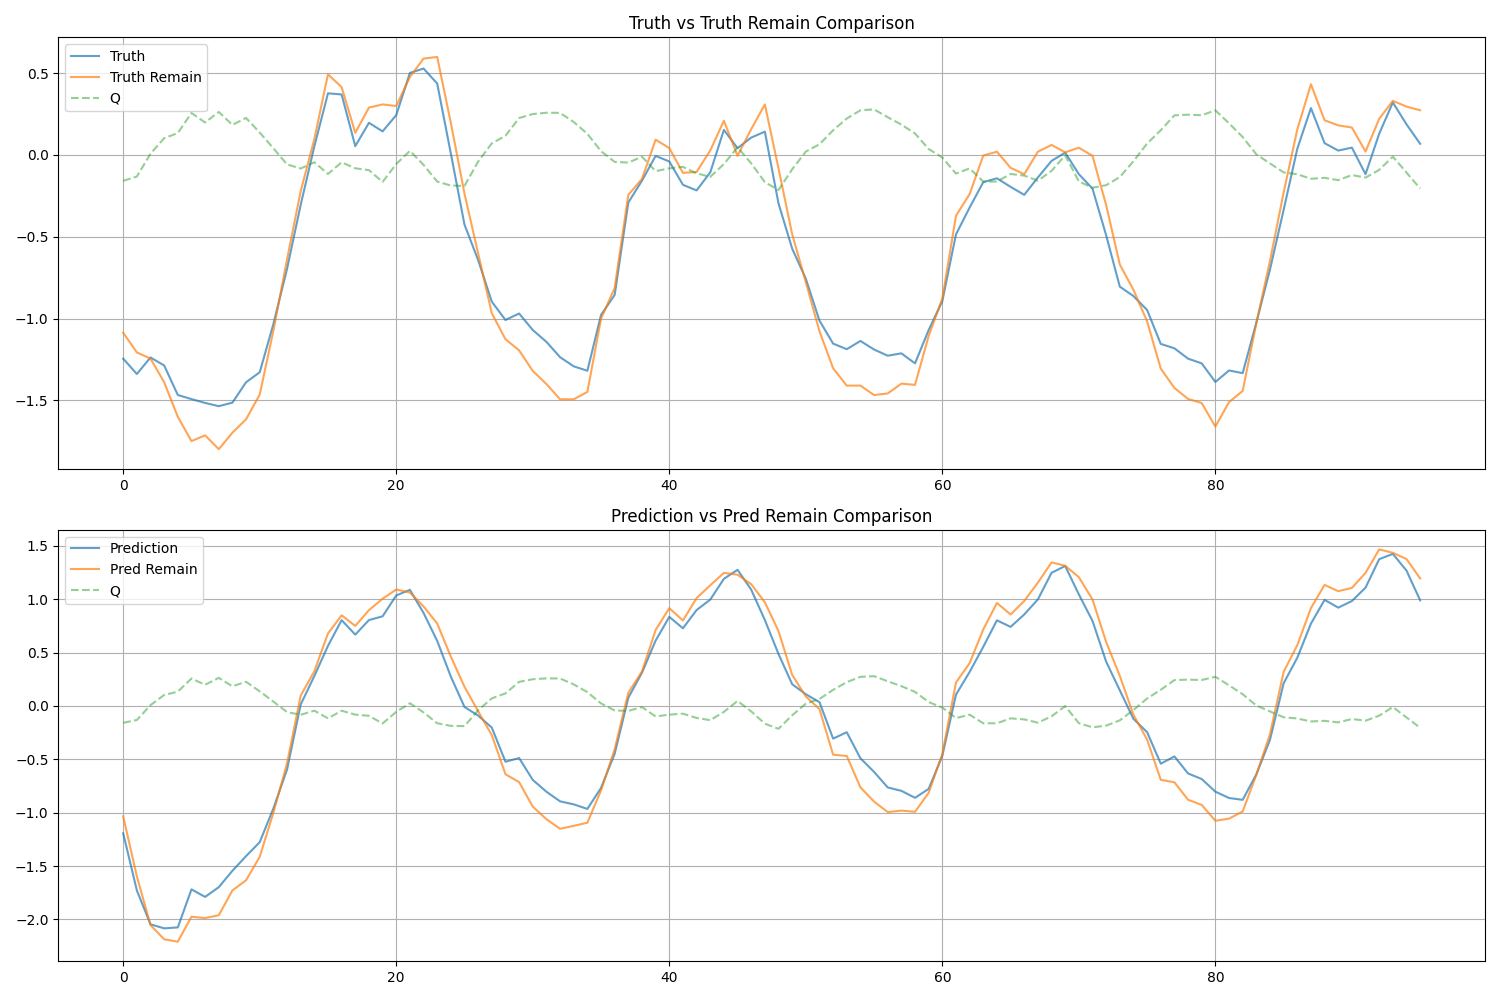 Truth vs Truth Remain Comparison
Truth
Truth Remain
Q
0.5
0.0
−0.5
−1.0
−1.5
0 20 40 60 80
Prediction vs Pred Remain Comparison
Prediction
Pred Remain
Q
1.5
1.0
0.5
0.0
−0.5
−1.0
−1.5
−2.0
0 20 40 60 80